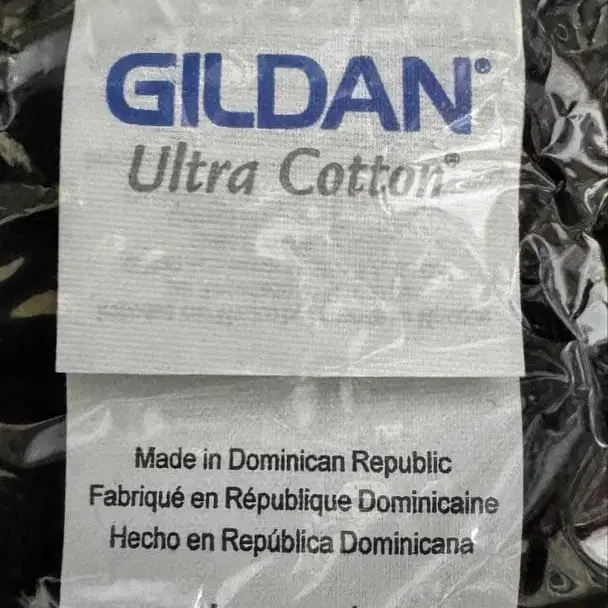 GILDAN®
Ultra Cotton®
Made in Dominican Republic
Fabriqué en République Dominicaine
Hecho en República Dominicana